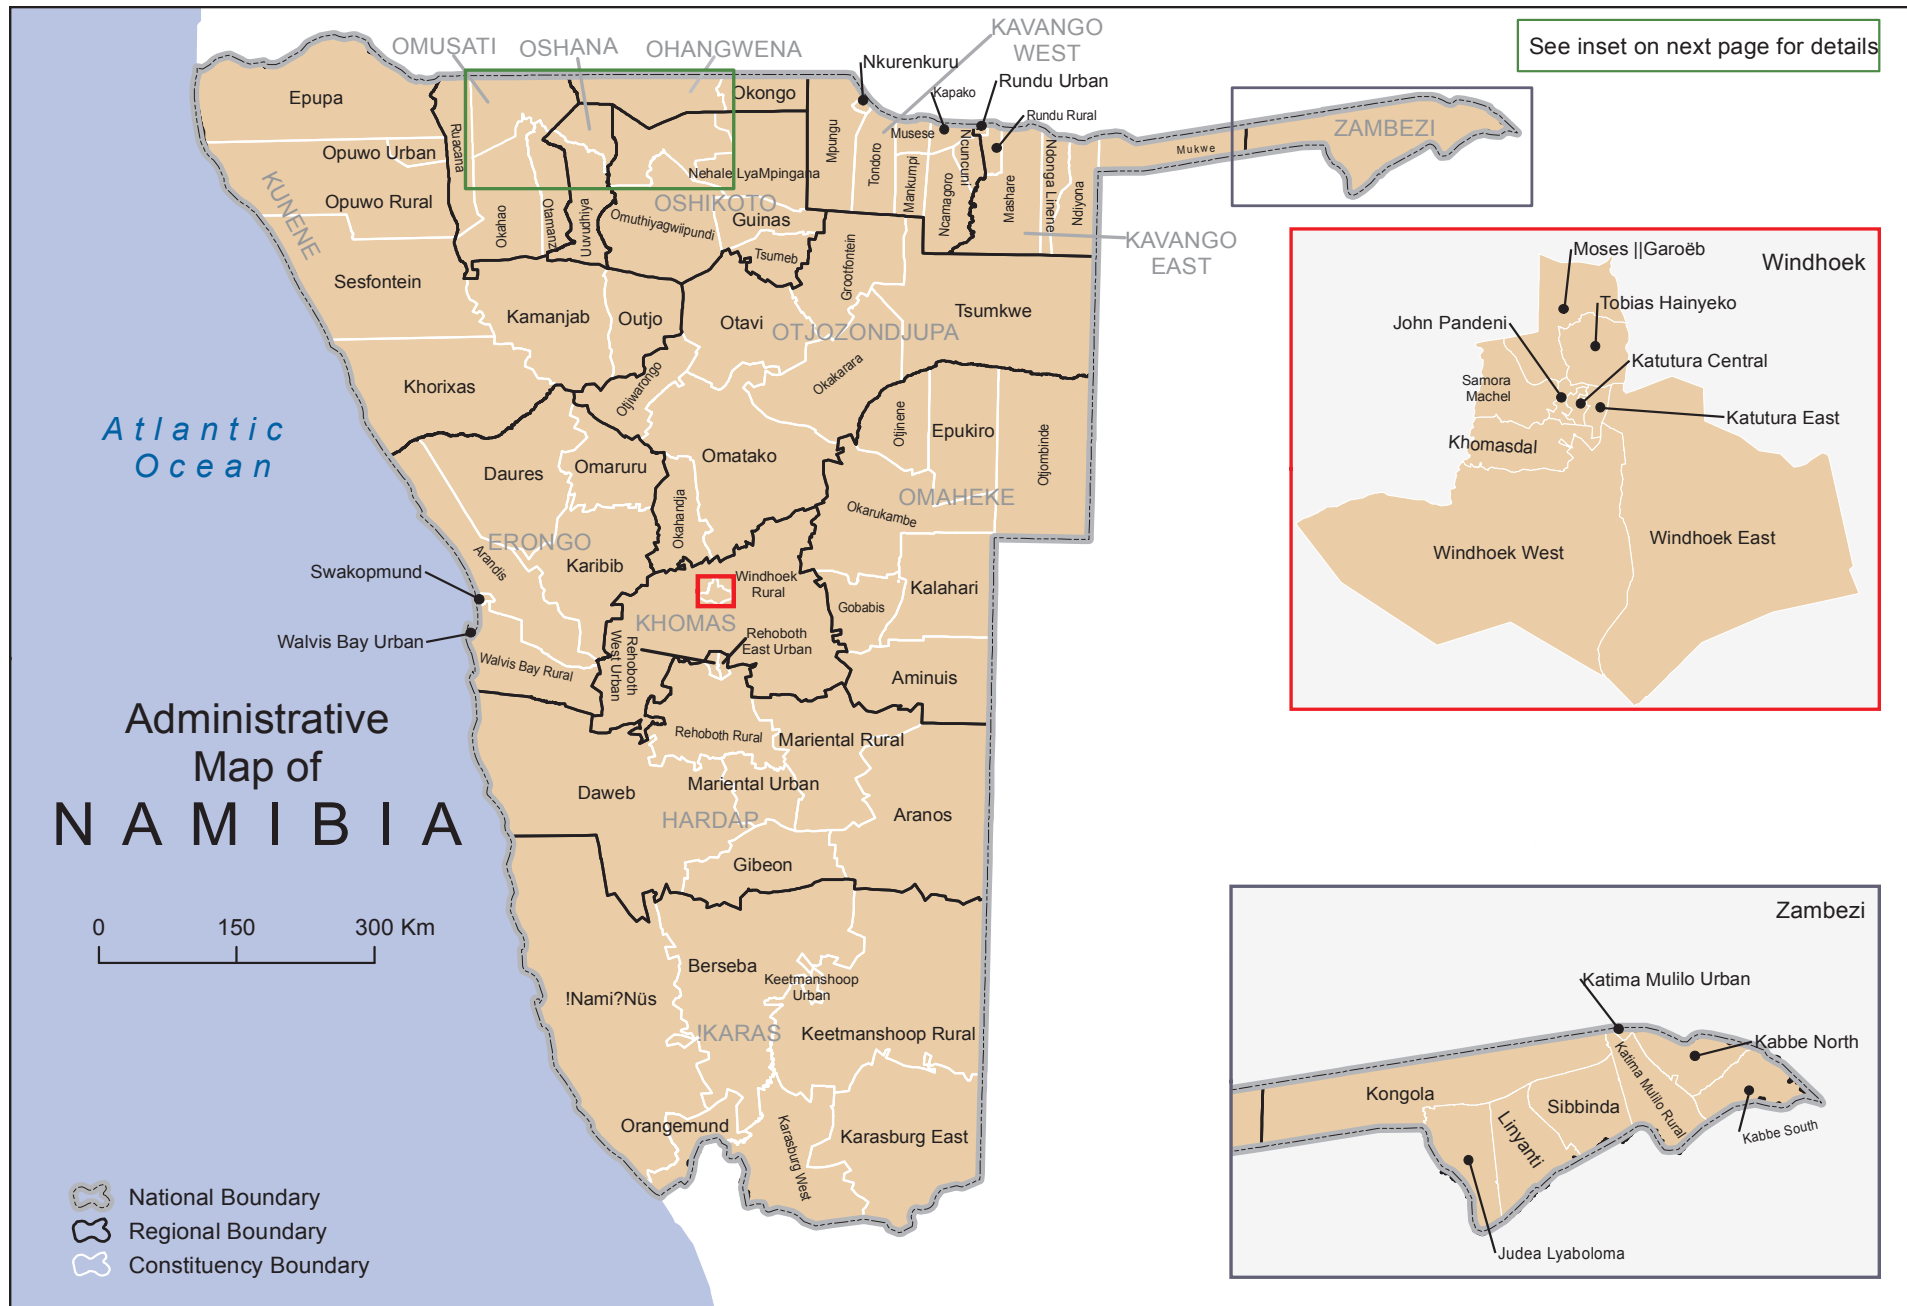 OMUSATI
OSHANA
OHANGWENA
KAVANGO
WEST
See inset on next page for details
Nkurenkuru
Rundu Urban
Kapako
Rundu Rural
Epupa
Okongo
ZAMBEZI
Ruacana
Opuwo Urban
Mpungu
Tondoro
Musese
Mankumpi
Ncuncuni
Ncamagoro
Mashare
Ndonga Linene
Ndiyona
Mukwe
Nehale LyaMpingana
KUNENE
Opuwo Rural
OSHIKOTO
Okahao
Otamanz
Uuvudhiya
Omuthiyagwiipundi
Guinas
KAVANGO
EAST
Tsumeb
Grootfontein
Sesfontein
Kamanjab
Outjo
Otavi
Tsumkwe
OTJOZONDJUPA
Khorixas
Otjiwarongo
Okakarara
Otjinene
Epukiro
Otjombinde
Atlantic
Ocean
Daures
Omaruru
Omatako
OMAHEKE
Okahandja
Okarukambe
ERONGO
Arandis
Karibib
Swakopmund
Windhoek
Rural
Kalahari
Gobabis
KHOMAS
Walvis Bay Urban
Rehoboth
West Urban
Rehoboth
East Urban
Walvis Bay Rural
Aminuis
Administrative
Map of
NAMIBIA
Rehoboth Rural
Mariental Rural
Daweb
Mariental Urban
HARDAP
Aranos
Gibeon
0 150 300 Km
Berseba
Keetmanshoop
Urban
!Nami?Nüs
!KARAS
Keetmanshoop Rural
Orangemund
Karasburg West
Karasburg East
National Boundary
Regional Boundary
Constituency Boundary
Windhoek
Moses ||Garoëb
Tobias Hainyeko
John Pandeni
Katutura Central
Samora
Machel
Katutura East
Khomasdal
Windhoek West
Windhoek East
Zambezi
Katima Mulilo Urban
Kabbe North
Kongola
Sibbinda
Katima Mulilo Rural
Linyanti
Kabbe South
Judea Lyaboloma